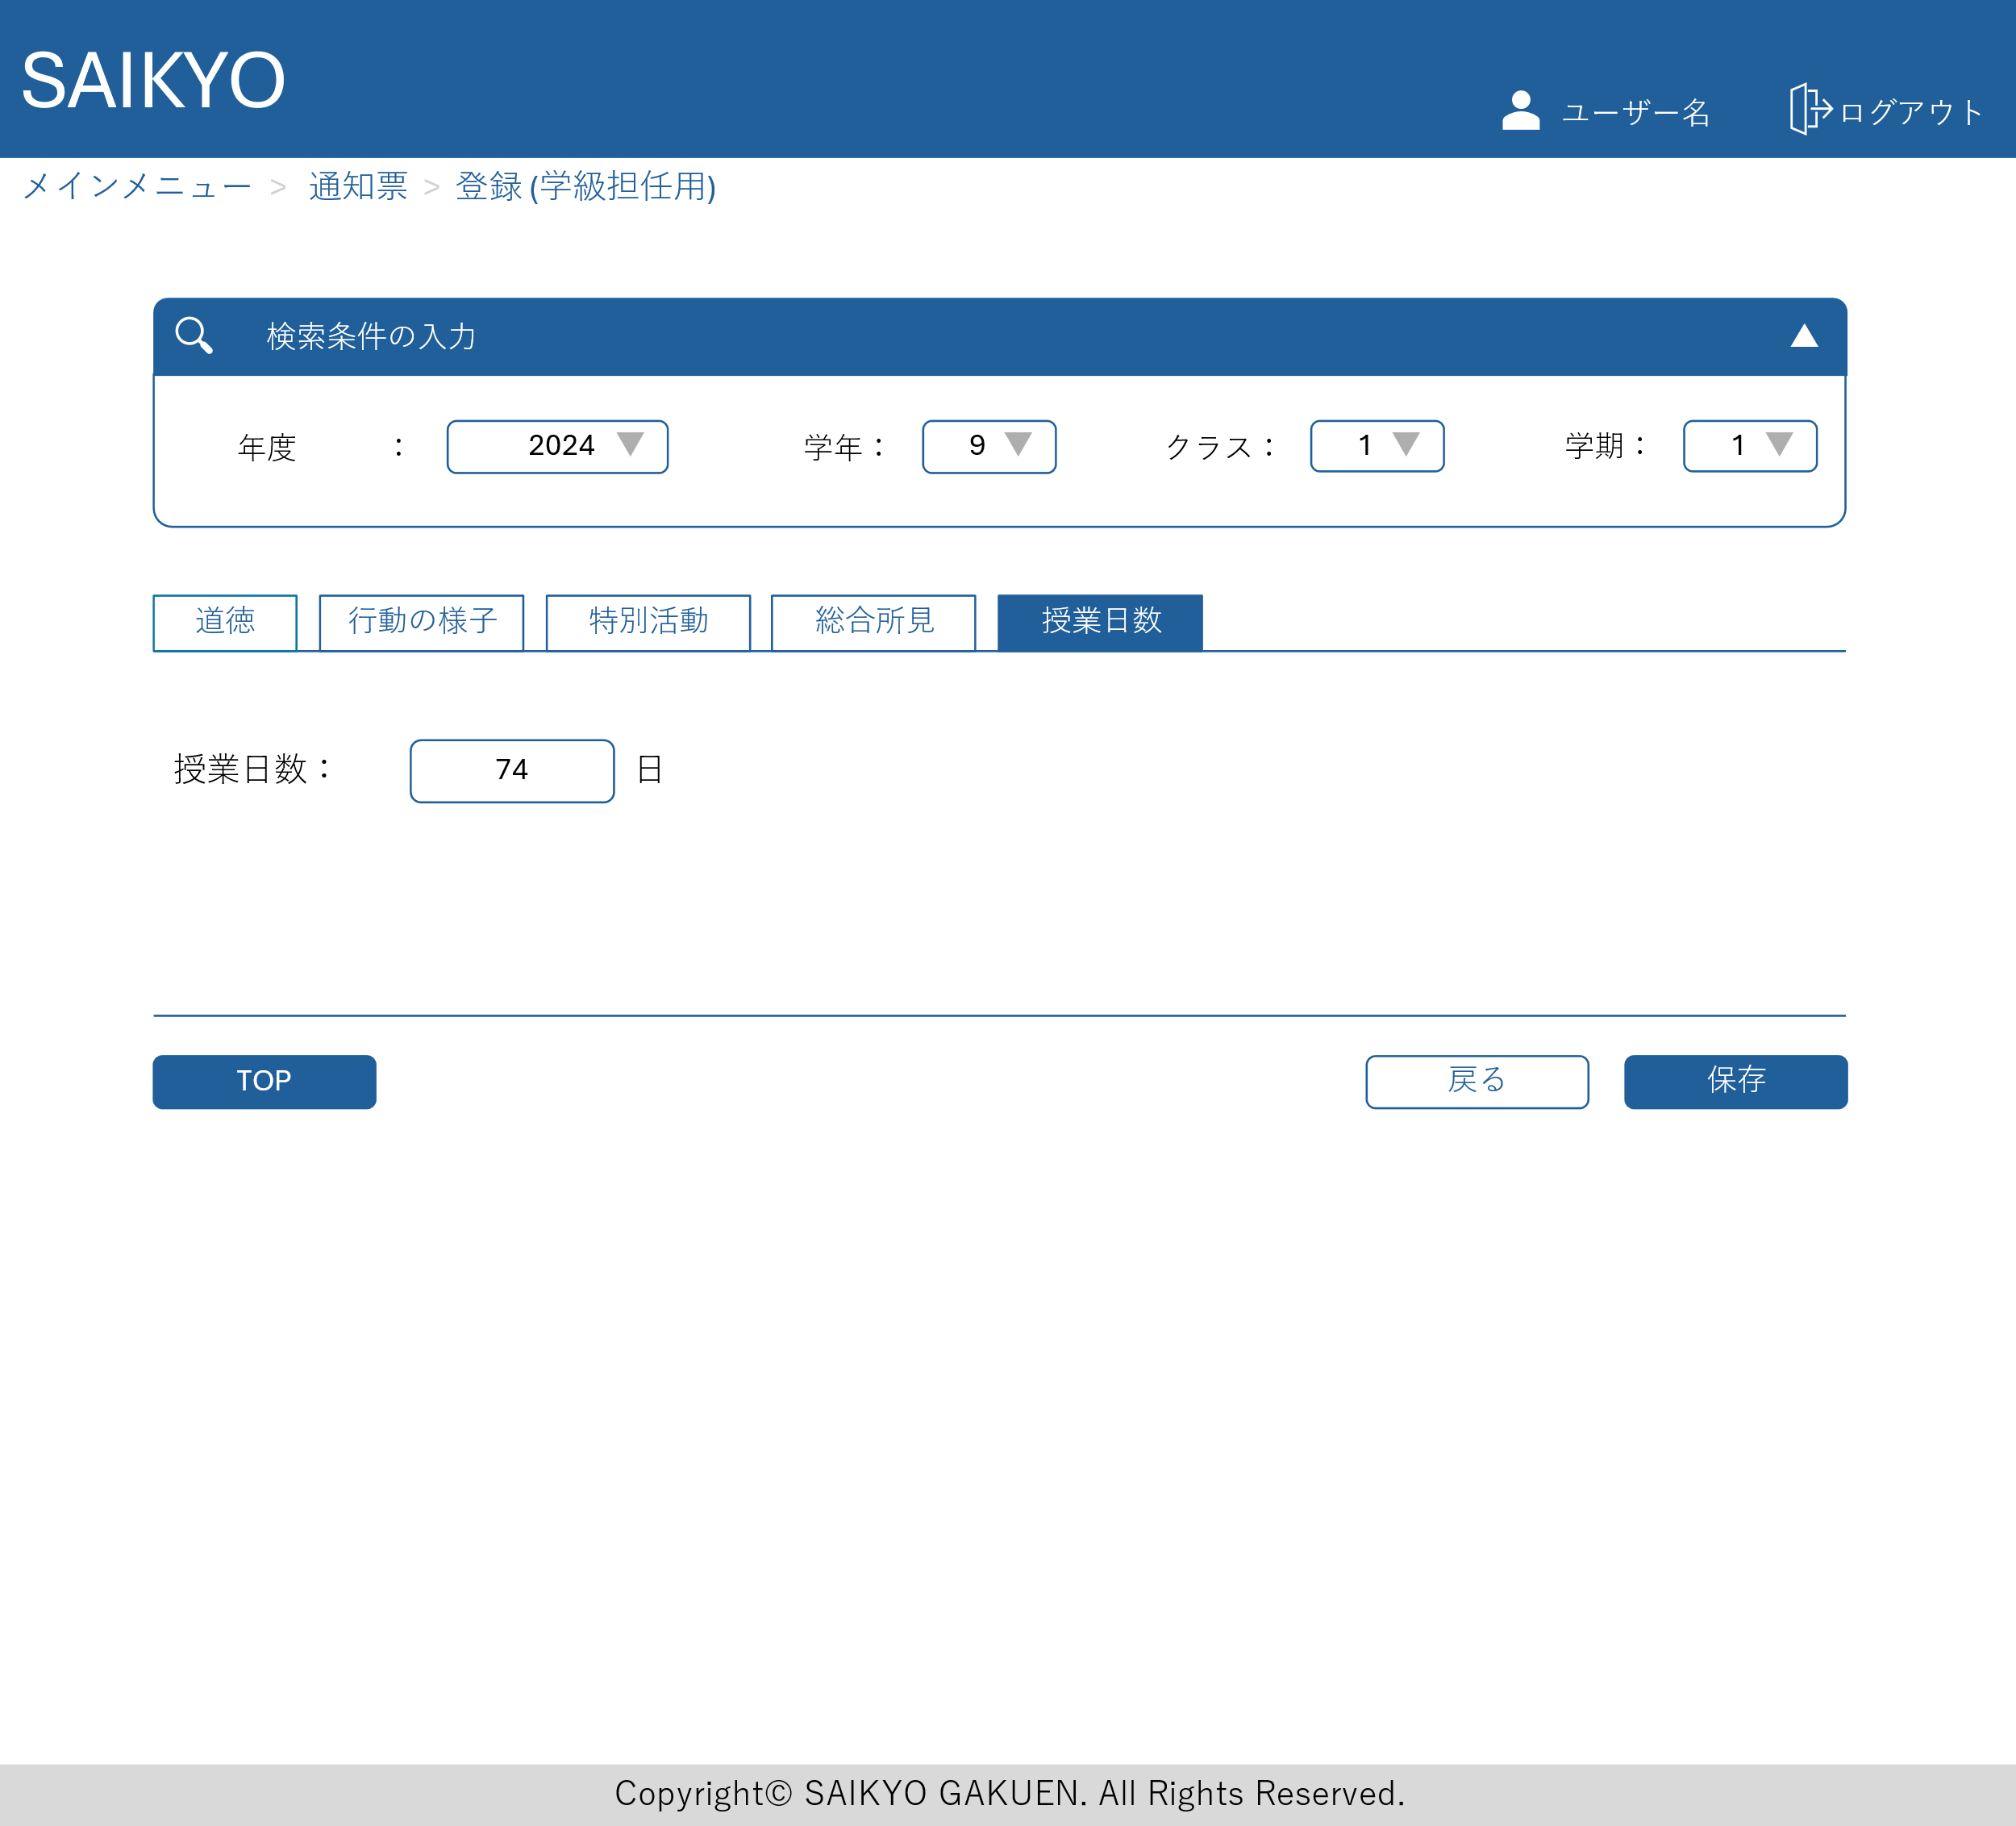 SAIKYO
ユーザー名 ログアウト
メインメニュー > 通知票 > 登録 (学級担任用)
検索条件の入力 ▲
年度 : 2024 ▼ 学年: 9 ▼ クラス: 1 ▼ 学期: 1 ▼
道徳 行動の様子 特別活動 総合所見 授業日数
授業日数: 74 日
TOP 戻る 保存
Copyright© SAIKYO GAKUEN. All Rights Reserved.